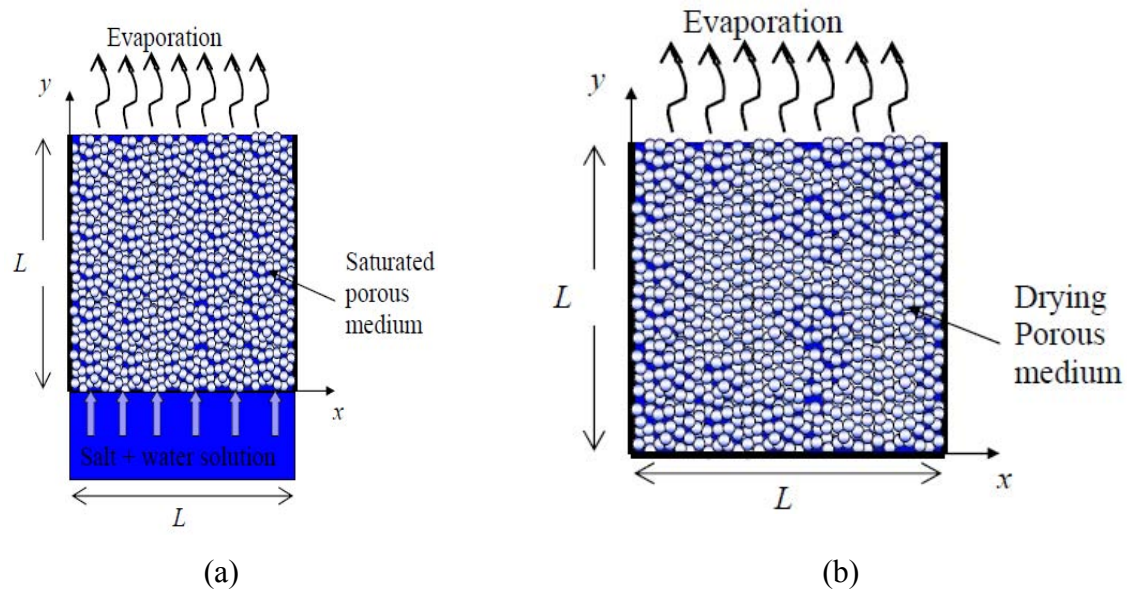 Evaporation
y
L
Saturated
porous
medium
x
Salt + water solution
L
(a)
Evaporation
y
L
Drying
Porous
medium
x
L
(b)